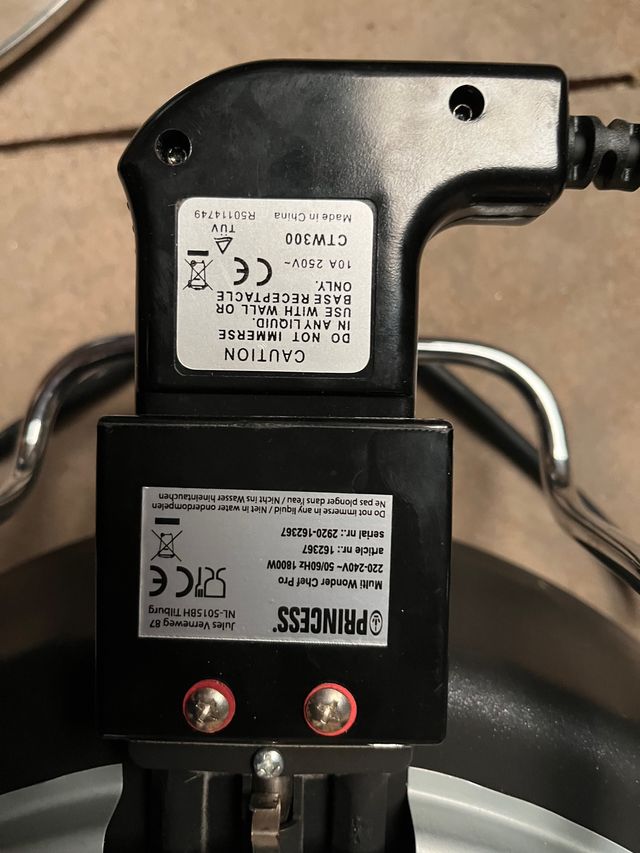 CAUTION
DO NOT IMMERSE
IN ANY LIQUID.
USE WITH WALL OR
BASE RECEPTACLE
ONLY.
10A 250V~
CTW300
TÜV
Made in China
R50114749
PRINCESS
Jules Verneweg 87
NL-5015BH Tilburg
Multi Wonder Chef Pro
220-240V~ 50/60Hz 1800W
article nr.: 162367
serial nr.: 2920-162367
Do not immerse in any liquid / Niet in water onderdompelen
Ne pas plonger dans l'eau / Nicht ins Wasser hineintauchen